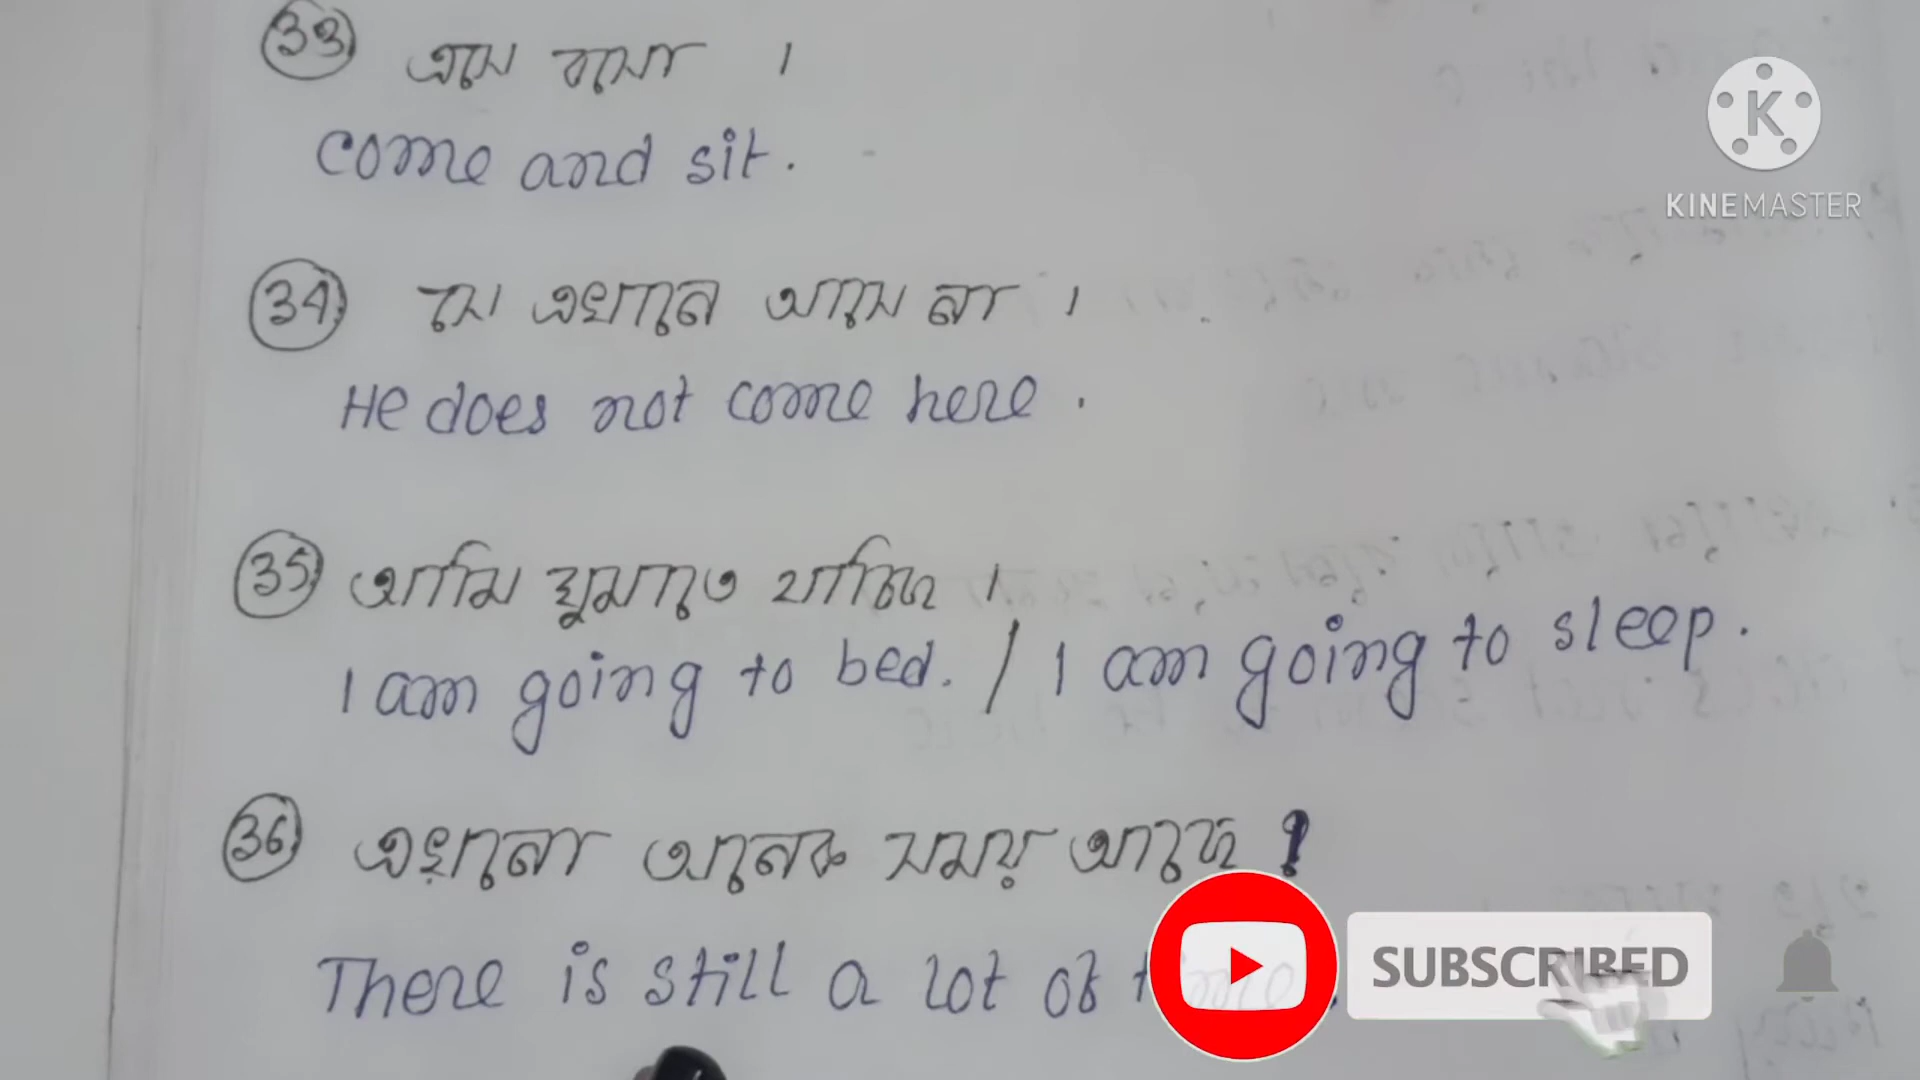 33 এসে বসো ।
come and sit.
34 সে এখানে আসে না ।
He does not come here.
35 আমি ঘুমাতে যাচ্ছি ।
I am going to bed. / I am going to sleep.
36 এখনো অনেক সময় আছে !
There is still a lot of time.
K
KINEMASTER
SUBSCRIBED